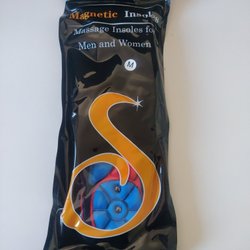 Magnetic Insoles
Massage Insoles for
Men and Women
M